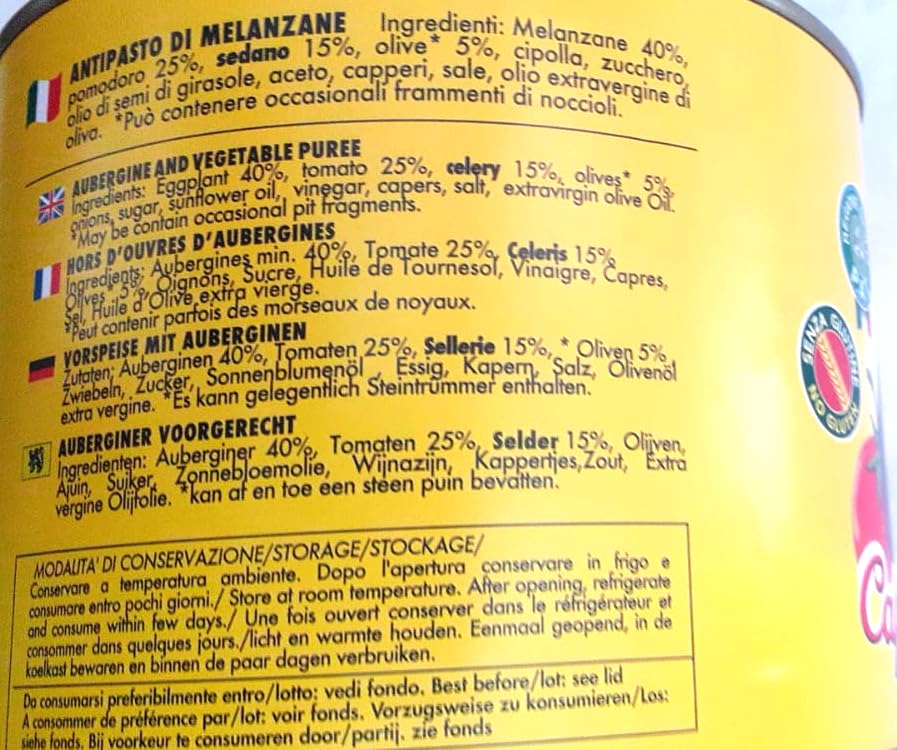 ANTIPASTO DI MELANZANE Ingredienti: Melanzane 40%,
pomodoro 25%, sedano 15%, olive* 5%, cipolla, zucchero,
olio di semi di girasole, aceto, capperi, sale, olio extravergine di
oliva. *Può contenere occasionali frammenti di noccioli.
AUBERGINE AND VEGETABLE PUREE
Ingredients: Eggplant 40%, tomato 25%, celery 15%, olives* 5%,
onions, sugar, sunflower oil, vinegar, capers, salt, extravirgin olive Oil.
*May be contain occasional pit fragments.
HORS D'OUVRES D'AUBERGINES
Ingredients: Aubergines min. 40%, Tomate 25%, Celeris 15%
Olives *5%, Oignons, Sucre, Huile de Tournesol, Vinaigre, Capres,
Sel, Huile d'Olive extra vierge.
*Peut contenir parfois des morseaux de noyaux.
VORSPEISE MIT AUBERGINEN
Zutaten: Auberginen 40%, Tomaten 25%, Sellerie 15%, * Oliven 5%
Zwiebeln, Zucker, Sonnenblumenöl, Essig, Kapern, Salz, Olivenöl
extra vergine. *Es kann gelegentlich Steintrümmer enthalten.
AUBERGINER VOORGERECHT
Ingredienten: Auberginer 40%, Tomaten 25%, Selder 15%, Olijven,
Ajuin, Suiker, Zonnebloemolie, Wijnazijn, Kappertjes, Zout, Extra
vergine Olijfolie. *kan af en toe een steen puin bevatten.
MODALITA' DI CONSERVAZIONE/STORAGE/STOCKAGE/
Conservare a temperatura ambiente. Dopo l'apertura conservare in frigo e
consumare entro pochi giorni./ Store at room temperature. After opening, refrigerate
and consume within few days./ Une fois ouvert conserver dans le réfrigérateur et
consommer dans quelques jours./licht en warmte houden. Eenmaal geopend, in de
koelkast bewaren en binnen de paar dagen verbruiken.
Da consumarsi preferibilmente entro/lotto: vedi fondo. Best before/lot: see lid
A consommer de préférence par/lot: voir fonds. Vorzugsweise zu konsumieren/Los:
siehe fonds. Bij voorkeur te consumeren door/partij. zie fonds
SENZA GLUTINE
NO GLUTEN